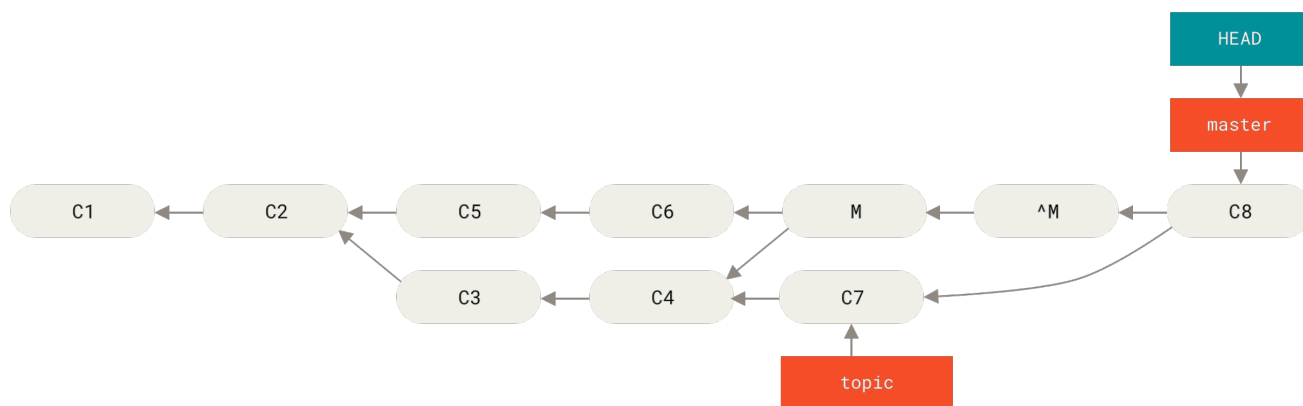 HEAD
master
C1 C2 C5 C6 M ^M C8
C3 C4 C7
topic